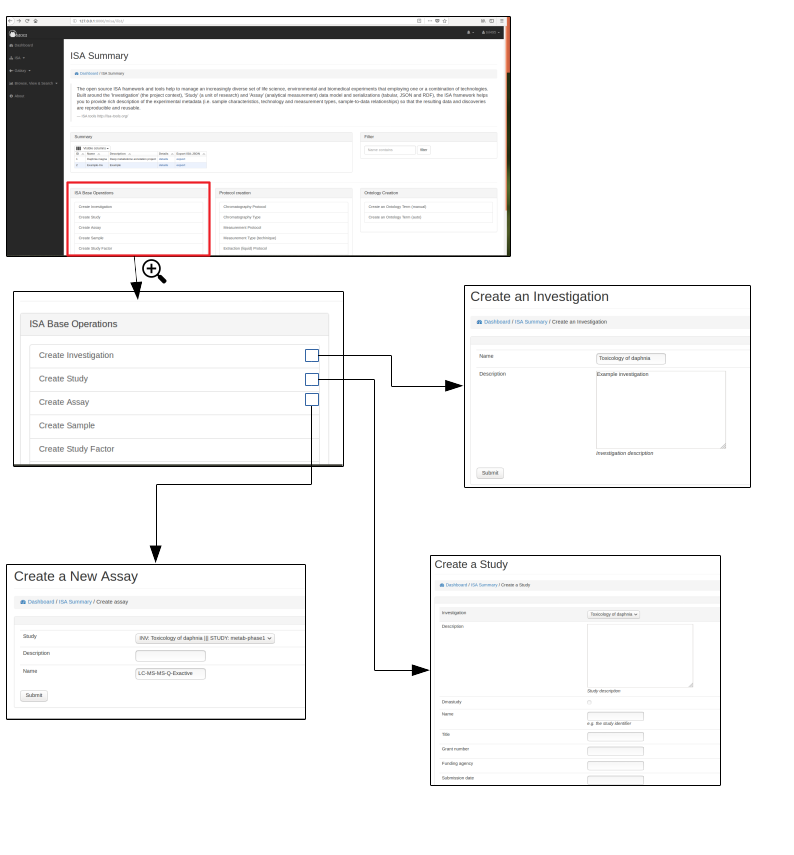 ISA Summary
Dashboard / ISA Summary
The open source ISA framework and tools help to manage an increasingly diverse set of life science, environmental and biomedical experiments that employing one or a combination of technologies.
Built around the 'Investigation' (the project context), 'Study' (a unit of research) and 'Assay' (analytical measurement) data model and serializations (tabular, JSON and RDF), the ISA framework helps
you to provide rich description of the experimental metadata (i.e. sample characteristics, technology and measurement types, sample-to-data relationships) so that the resulting data and discoveries
are reproducible and reusable.
Dashboard
Summary
Filter
ISA Base Operations
Protocol creation
Ontology Creation
Create Investigation
Chromatography Protocol
Create an Ontology Term (manual)
Create Study
Chromatography Type
Create an Ontology Term (auto)
Create Assay
Measurement Protocol
Create Sample
Measurement Type (technique)
Create Study Factor
Extraction (liquid) Protocol
ISA Base Operations
Create Investigation
Create Study
Create Assay
Create Sample
Create Study Factor
Create an Investigation
Dashboard / ISA Summary / Create an Investigation
Name
Toxicology of daphnia
Description
Example investigation
Investigation description
Submit
Create a New Assay
Dashboard / ISA Summary / Create assay
Study
INV: Toxicology of daphnia ||| STUDY: metab-phase1
Description
Name
LC-MS-MS-Q-Exactive
Submit
Create a Study
Dashboard / ISA Summary / Create a Study
Investigation
Toxicology of daphnia
Description
Study description
Dmastudy
Name
e.g. the study identifier
Title
Grant number
Funding agency
Submission date